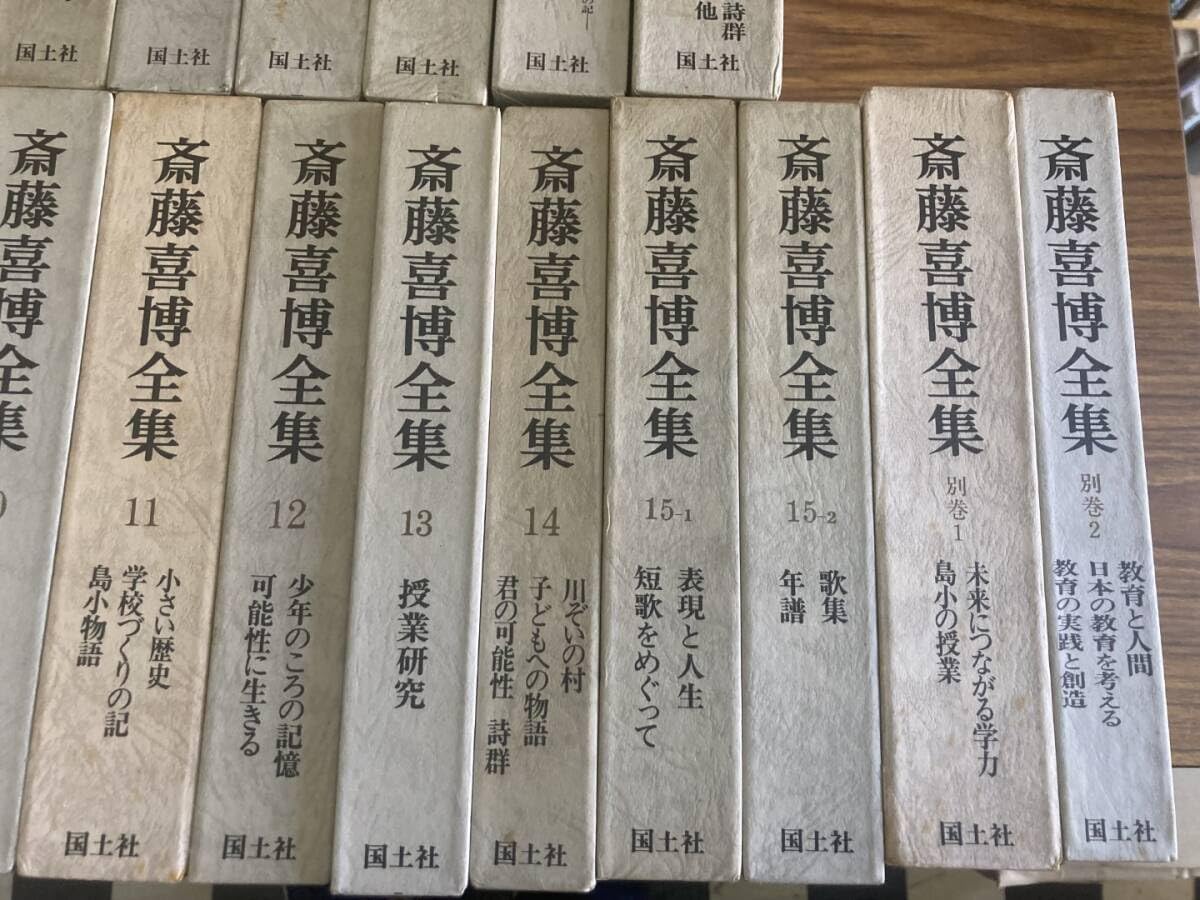 国土社
国土社
国土社
国土社
の記—
国土社
詩群
他
国土社
斎藤喜博全集
国土社
斎藤喜博全集
11
小さい歴史
学校づくりの記
島小物語
国土社
斎藤喜博全集
12
少年のころの記憶
可能性に生きる
国土社
斎藤喜博全集
13
授業研究
国土社
斎藤喜博全集
14
川ぞいの村
子どもへの物語
君の可能性 詩群
国土社
斎藤喜博全集
15-1
表現と人生
短歌をめぐって
国土社
斎藤喜博全集
15-2
歌集
年譜
国土社
斎藤喜博全集
別巻1
未来につながる学力
島小の授業
国土社
斎藤喜博全集
別巻2
教育と人間
日本の教育を考える
教育の実践と創造
国土社